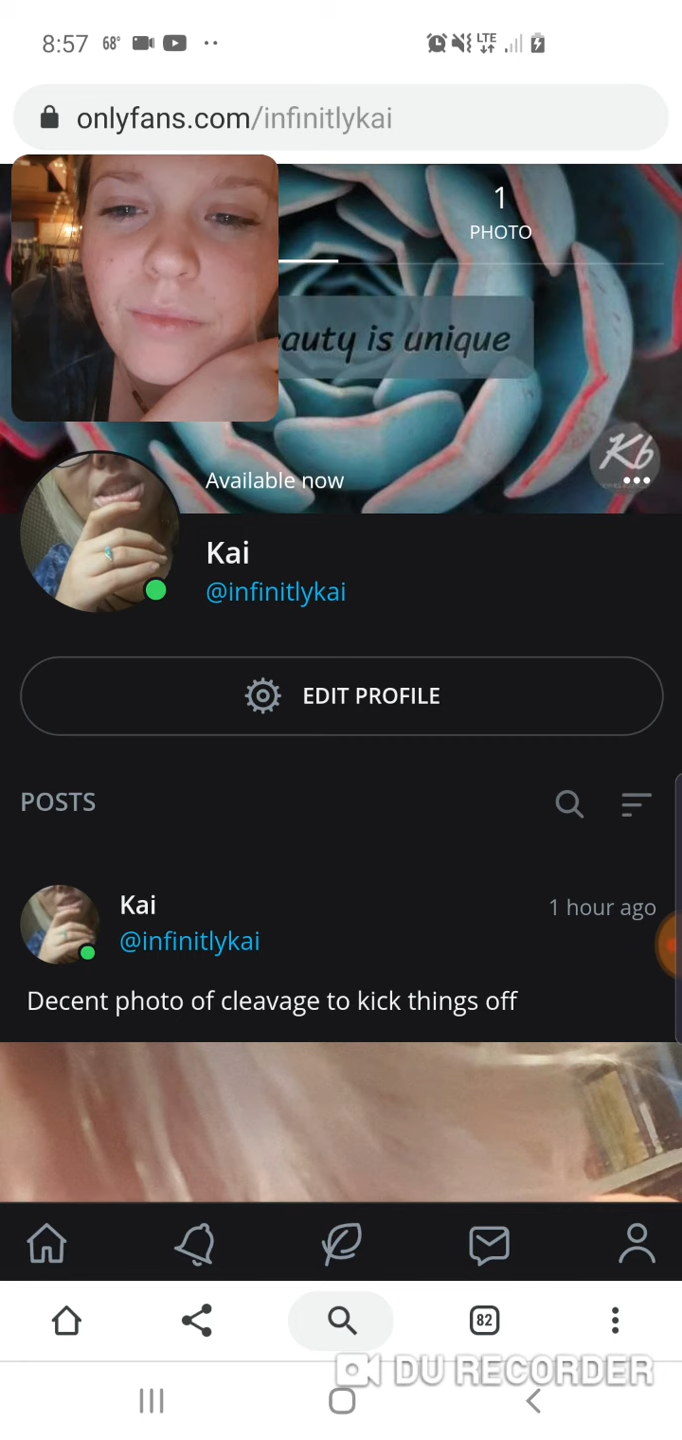 8:57 68°
LTE
onlyfans.com/infinitlykai
1
PHOTO
auty is unique
Kb
Available now
Kai
@infinitlykai
EDIT PROFILE
POSTS
Kai
1 hour ago
@infinitlykai
Decent photo of cleavage to kick things off
82
DU RECORDER